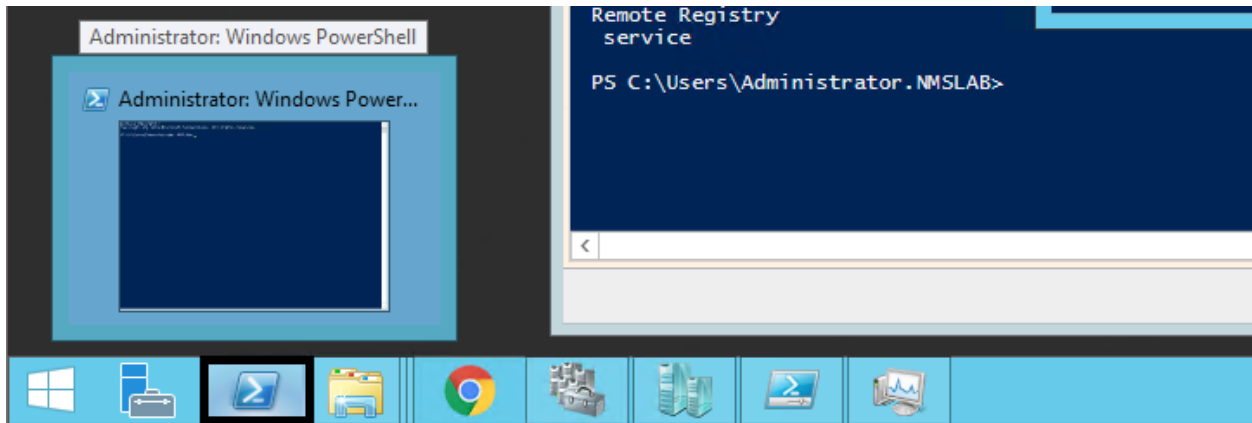 Administrator: Windows PowerShell
Administrator: Windows Power...
Remote Registry
service
PS C:\Users\Administrator.NMSLAB>